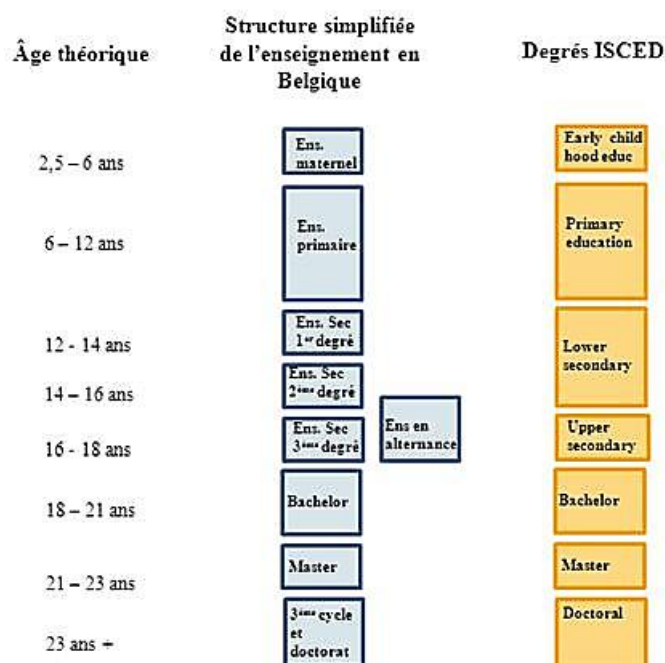 Âge théorique
Structure simplifiée
de l'enseignement en
Belgique
Degrés ISCED
2,5 – 6 ans
Ens.
maternel
Early child
hood educ
6 – 12 ans
Ens.
primaire
Primary
education
12 - 14 ans
Ens. Sec
1er degré
Lower
secondary
14 – 16 ans
Ens. Sec
2ème degré
16 - 18 ans
Ens. Sec
3ème degré
Ens en
alternance
Upper
secondary
18 – 21 ans
Bachelor
Bachelor
21 – 23 ans
Master
Master
23 ans +
3ème cycle
et
doctorat
Doctoral